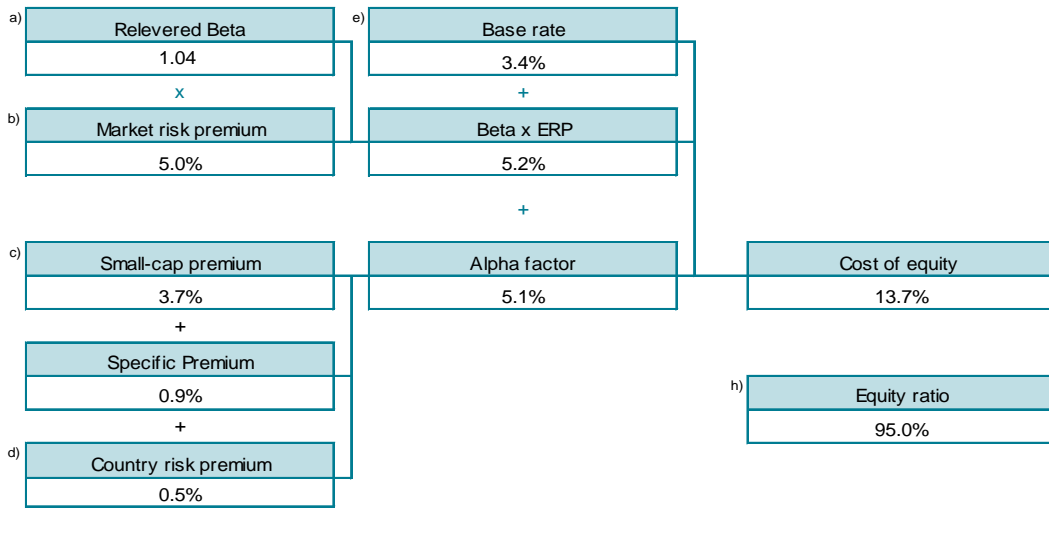 a) Relevered Beta
1.04
x
b) Market risk premium
5.0%
e) Base rate
3.4%
+
Beta x ERP
5.2%
+
c) Small-cap premium
3.7%
+
Specific Premium
0.9%
+
d) Country risk premium
0.5%
Alpha factor
5.1%
Cost of equity
13.7%
h) Equity ratio
95.0%